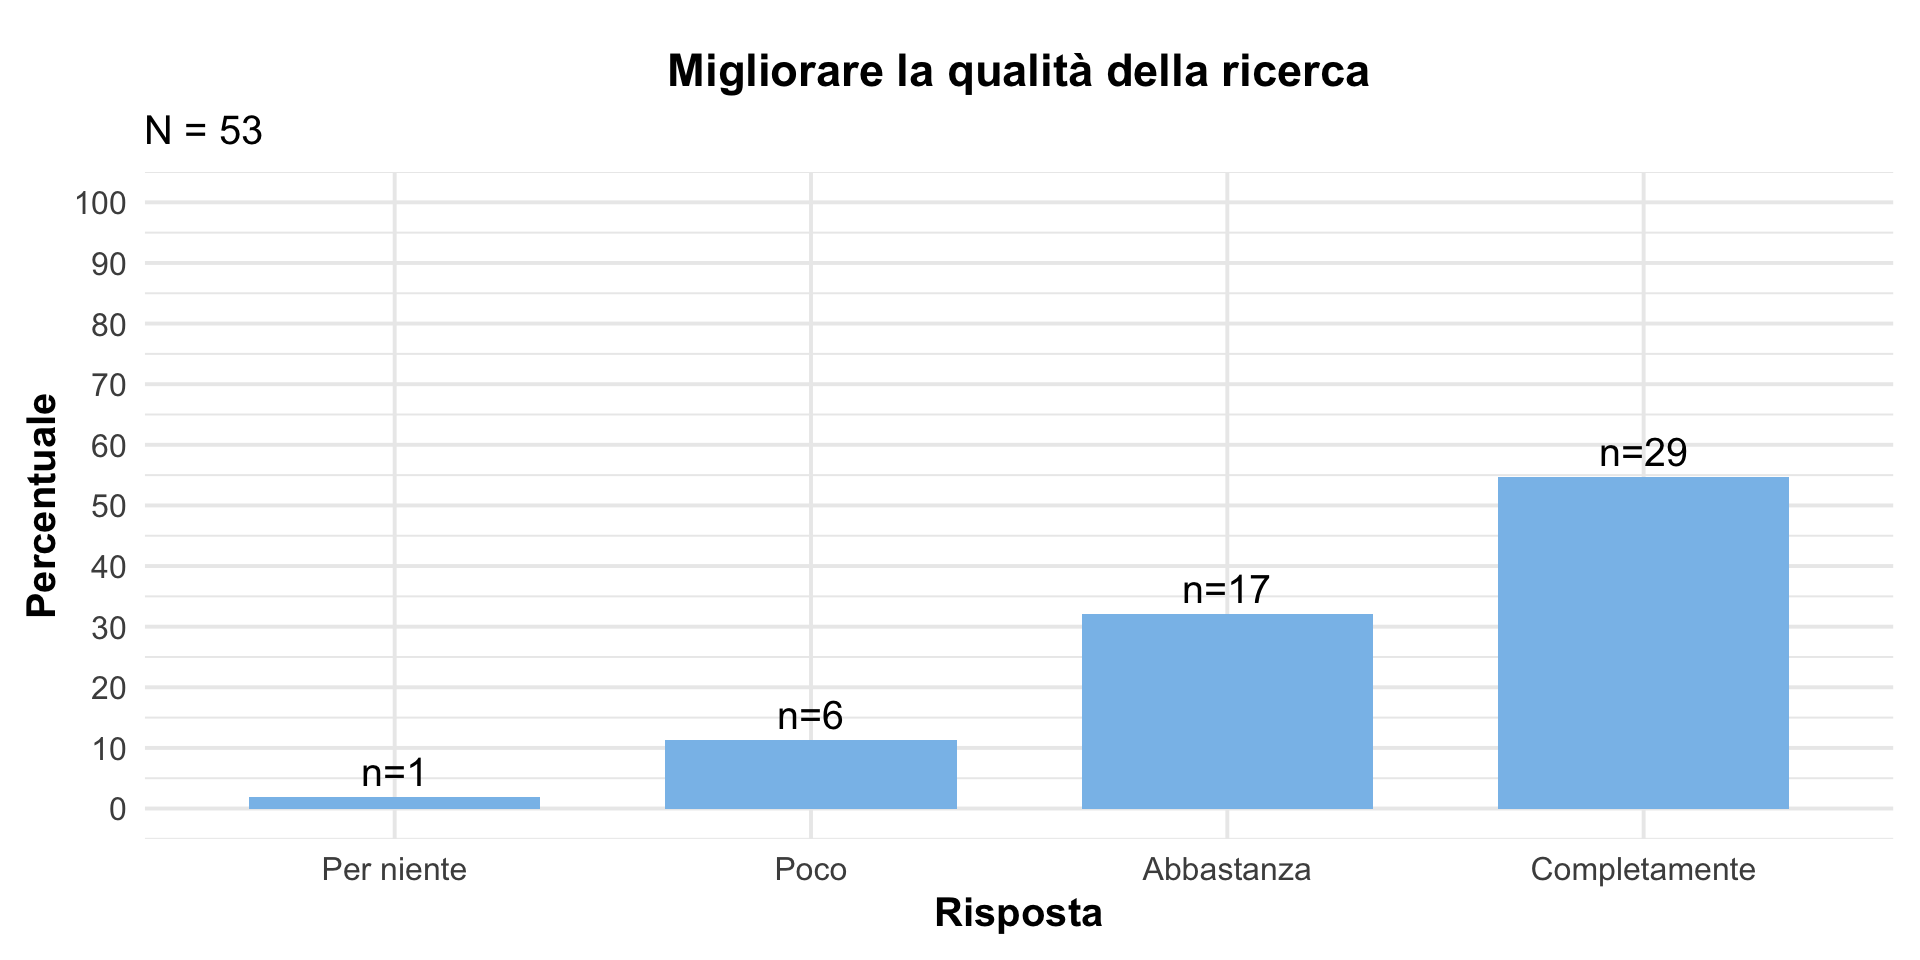 Migliorare la qualità della ricerca
N = 53
100
90
80
70
60
50
40
30
20
10
0
Percentuale
n=1
n=6
n=17
n=29
Per niente
Poco
Abbastanza
Completamente
Risposta